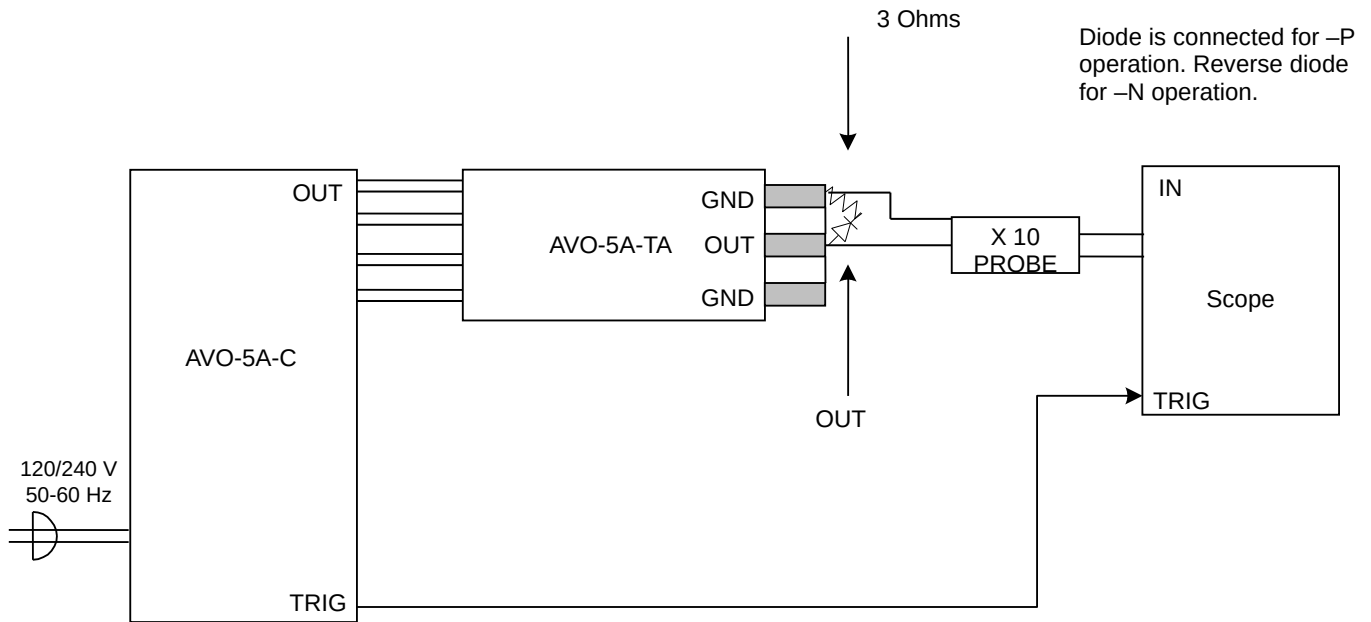 3 Ohms
Diode is connected for –P
operation. Reverse diode
for –N operation.
OUT
GND
AVO-5A-TA
OUT
GND
X 10
PROBE
IN
Scope
TRIG
AVO-5A-C
OUT
120/240 V
50-60 Hz
TRIG